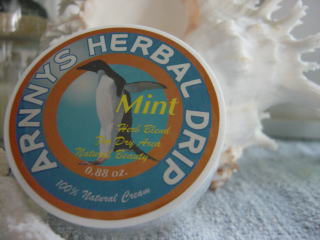 ARNNYS HERBAL DRIP
Mint
Herb Blend
For Dry Area
Natural Beauty
0.88 oz.
100% Natural Cream